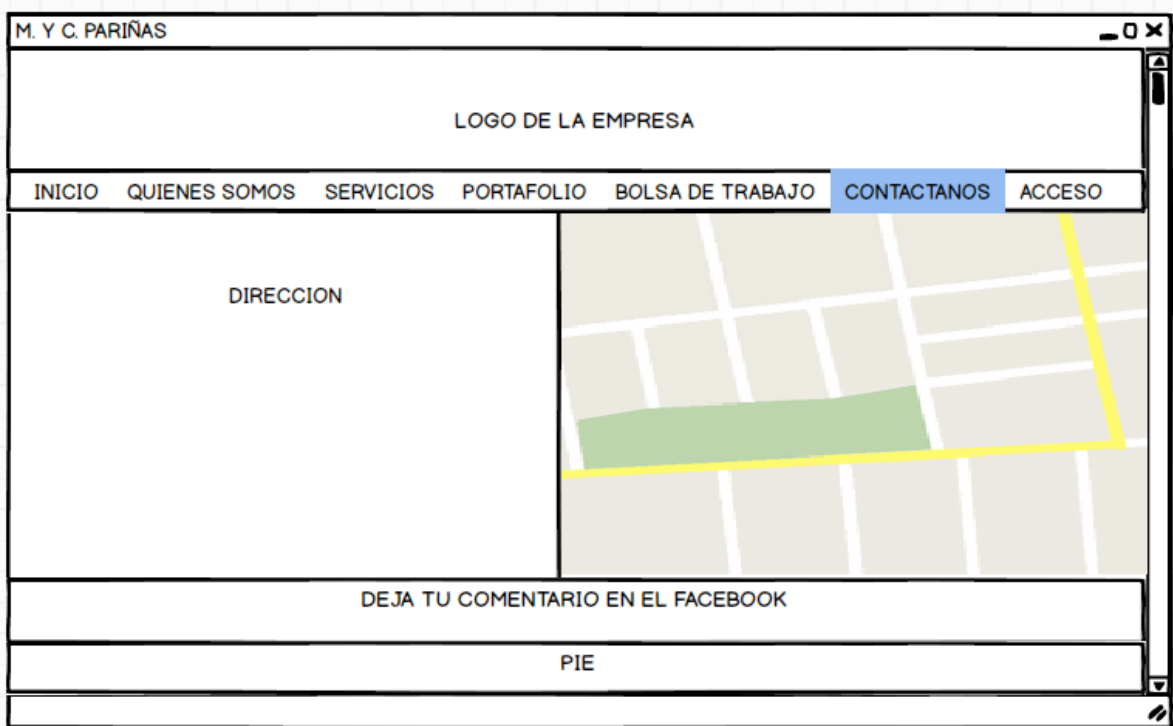 M. Y C. PARIÑAS
LOGO DE LA EMPRESA
INICIO QUIENES SOMOS SERVICIOS PORTAFOLIO BOLSA DE TRABAJO CONTACTANOS ACCESO
DIRECCION
DEJA TU COMENTARIO EN EL FACEBOOK
PIE